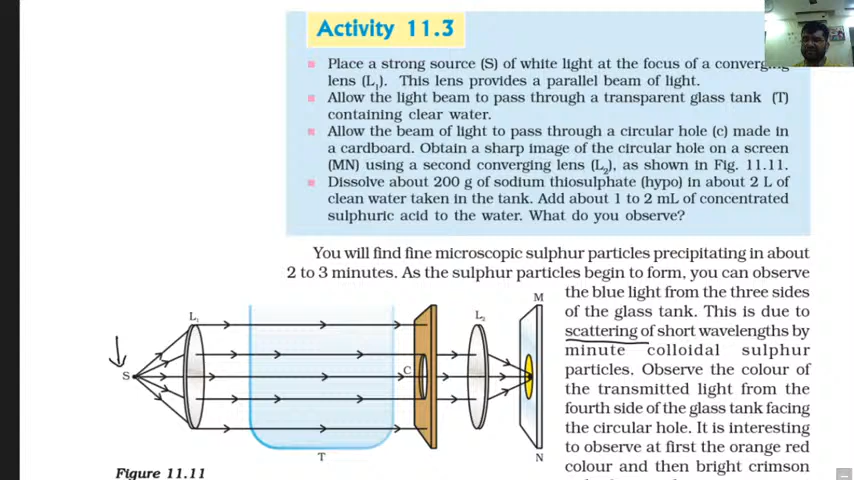 Activity 11.3
Place a strong source (S) of white light at the focus of a converging
lens (L1). This lens provides a parallel beam of light.
Allow the light beam to pass through a transparent glass tank (T)
containing clear water.
Allow the beam of light to pass through a circular hole (c) made in
a cardboard. Obtain a sharp image of the circular hole on a screen
(MN) using a second converging lens (L2), as shown in Fig. 11.11.
Dissolve about 200 g of sodium thiosulphate (hypo) in about 2 L of
clean water taken in the tank. Add about 1 to 2 mL of concentrated
sulphuric acid to the water. What do you observe?
You will find fine microscopic sulphur particles precipitating in about
2 to 3 minutes. As the sulphur particles begin to form, you can observe
the blue light from the three sides
of the glass tank. This is due to
scattering of short wavelengths by
minute colloidal sulphur
particles. Observe the colour of
the transmitted light from the
fourth side of the glass tank facing
the circular hole. It is interesting
to observe at first the orange red
colour and then bright crimson
L1
L2
M
S
C
T
N
Figure 11.11